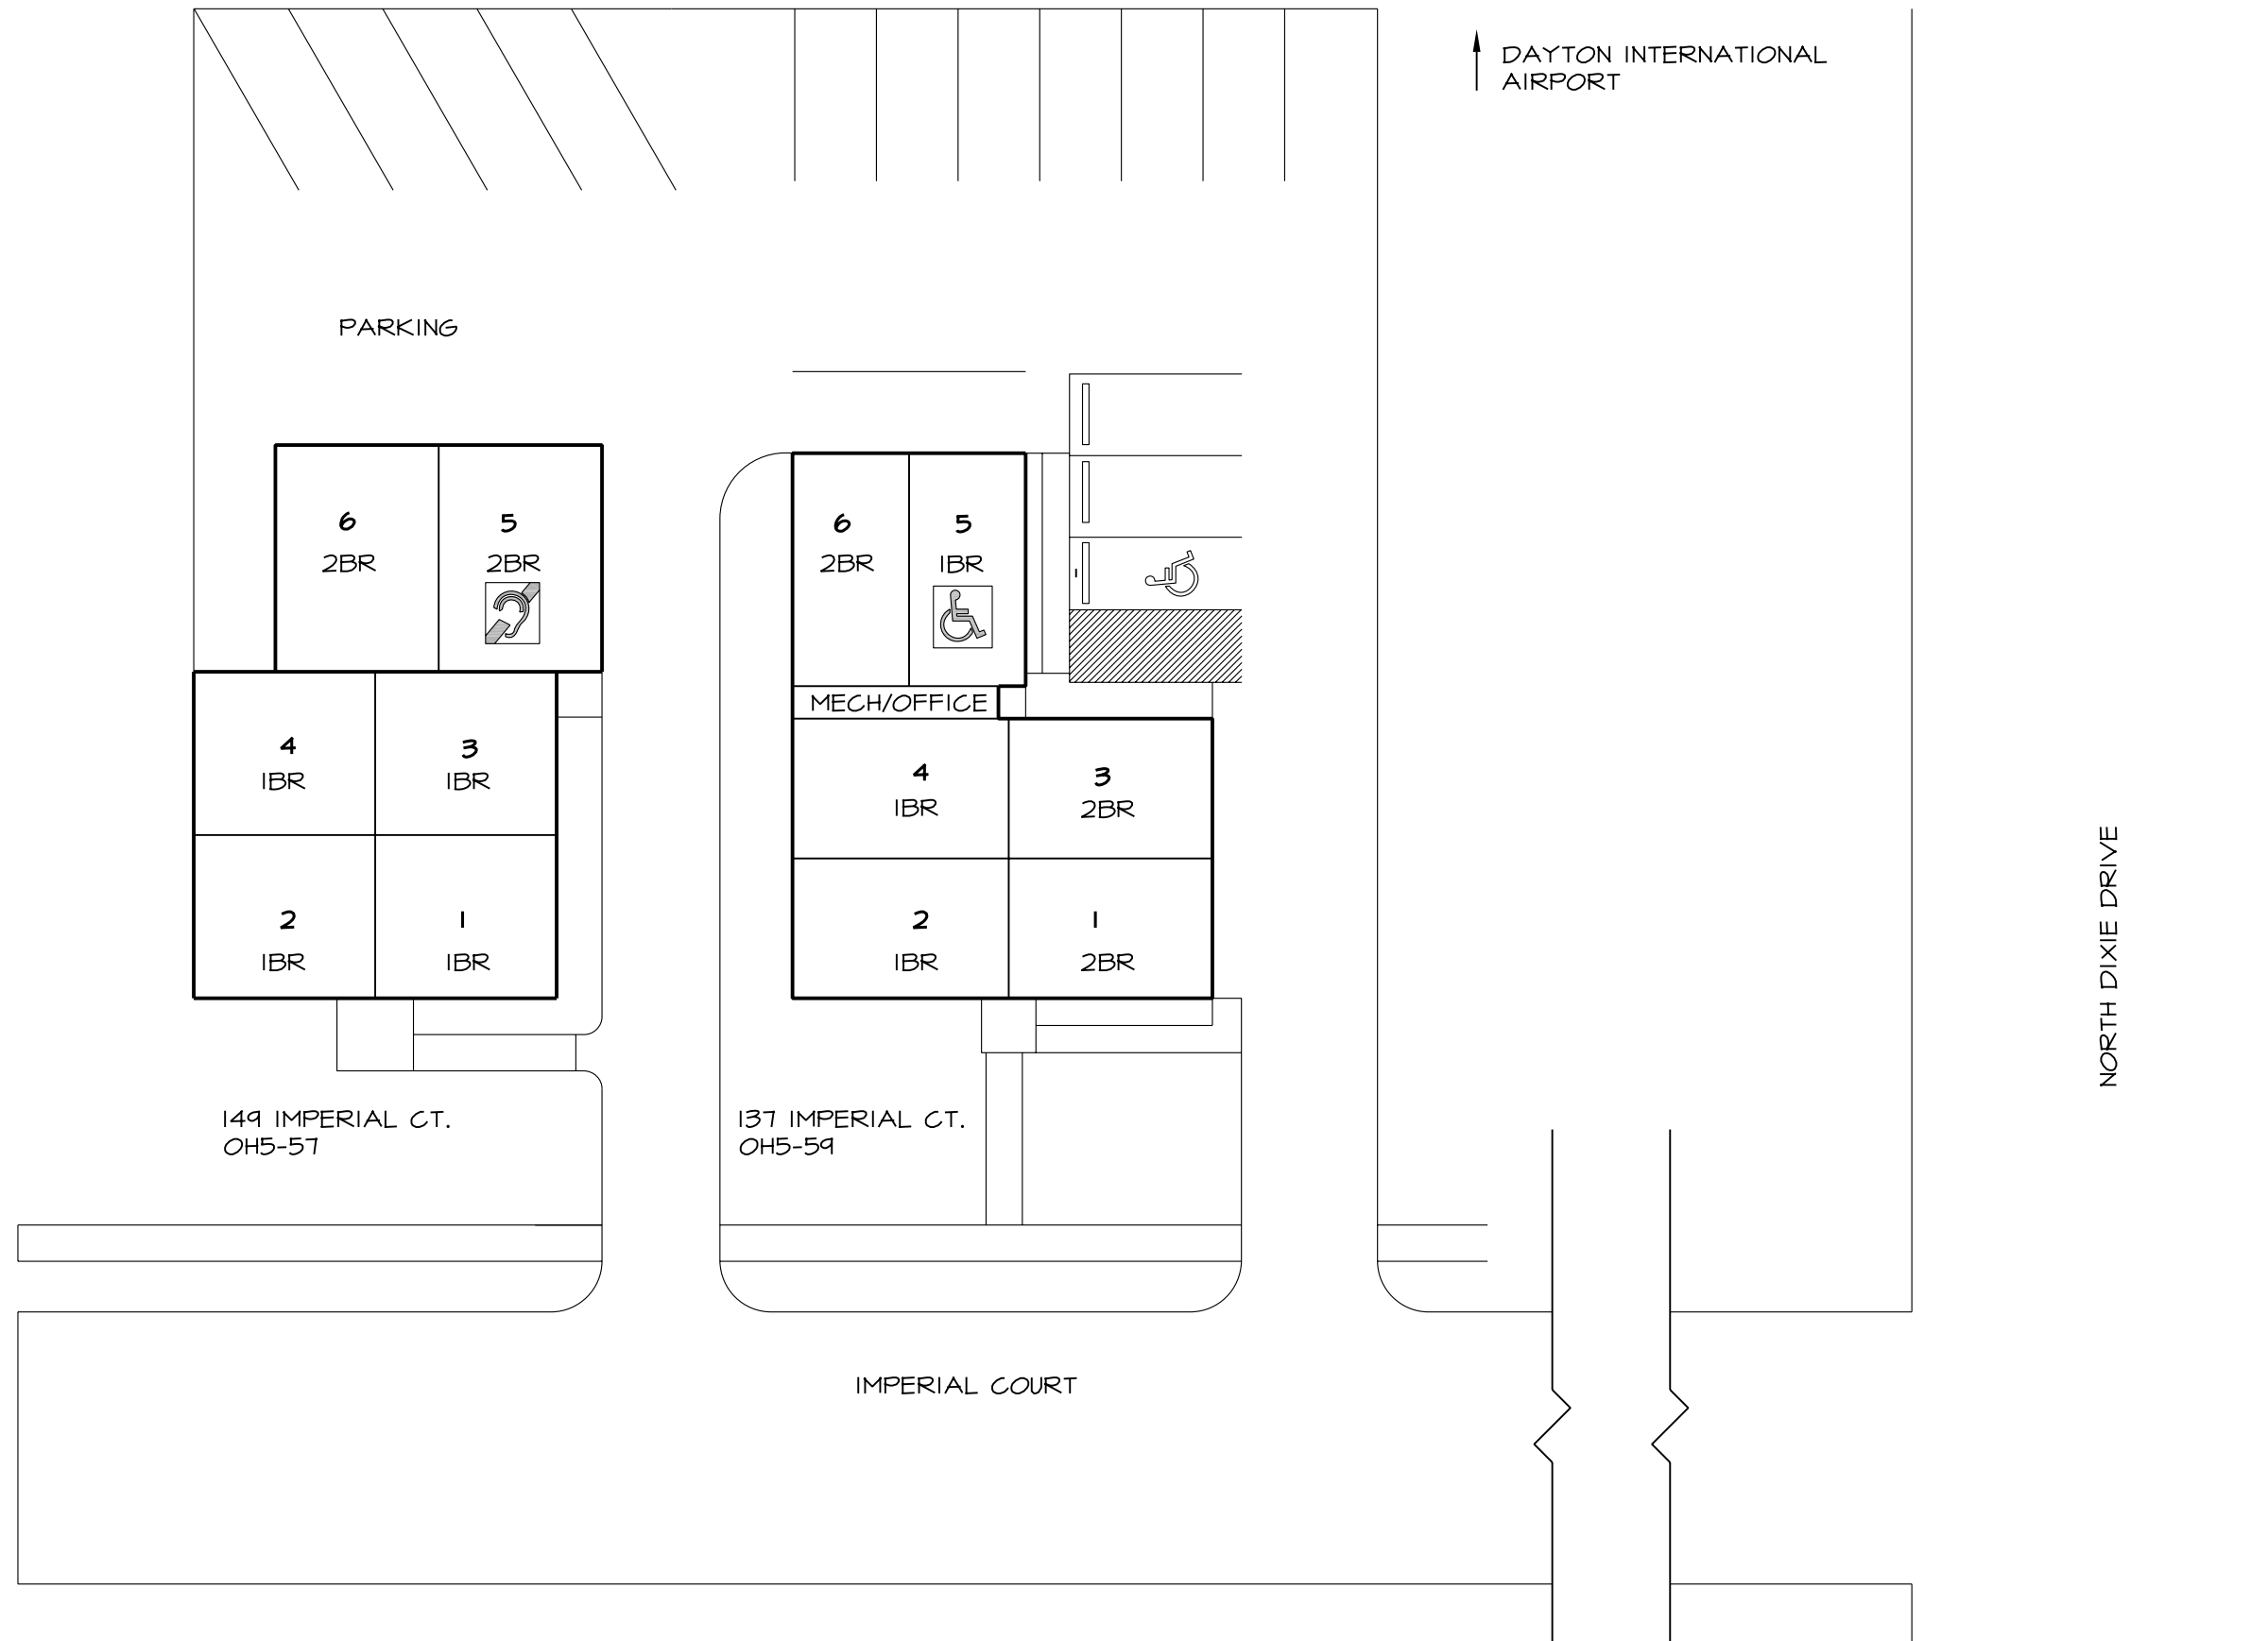 DAYTON INTERNATIONAL
AIRPORT
PARKING
6
2BR
5
2BR
6
2BR
5
1BR
MECH/OFFICE
4
1BR
3
1BR
4
1BR
3
2BR
2
1BR
1
1BR
2
1BR
1
2BR
NORTH DIXIE DRIVE
149 IMPERIAL CT.
OH5-57
137 IMPERIAL CT.
OH5-59
IMPERIAL COURT